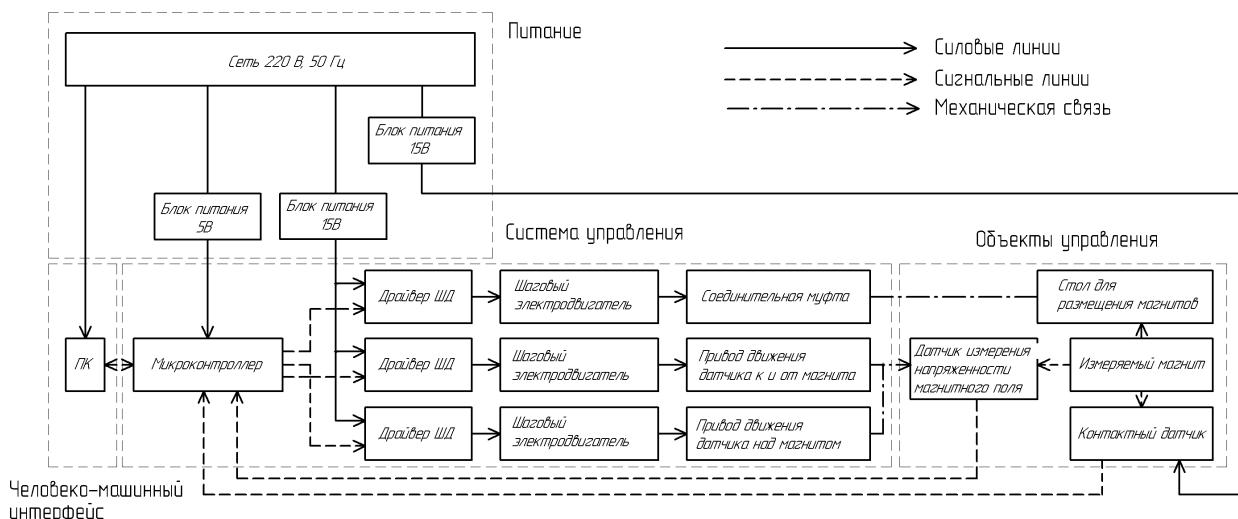 Питание
Сеть 220 В, 50 Гц
Силовые линии
Сигнальные линии
Механическая связь
Блок питания
15В
Блок питания
5В
Блок питания
15В
Система управления
Объекты управления
Драйвер ШД
Шаговый
электродвигатель
Соединительная муфта
Стол для
размещения магнитов
ПК
Микроконтроллер
Драйвер ШД
Шаговый
электродвигатель
Привод движения
датчика к и от магнита
Датчик измерения
напряженности
магнитного поля
Измеряемый магнит
Драйвер ШД
Шаговый
электродвигатель
Привод движения
датчика над магнитом
Контактный датчик
Человеко-машинный
интерфейс